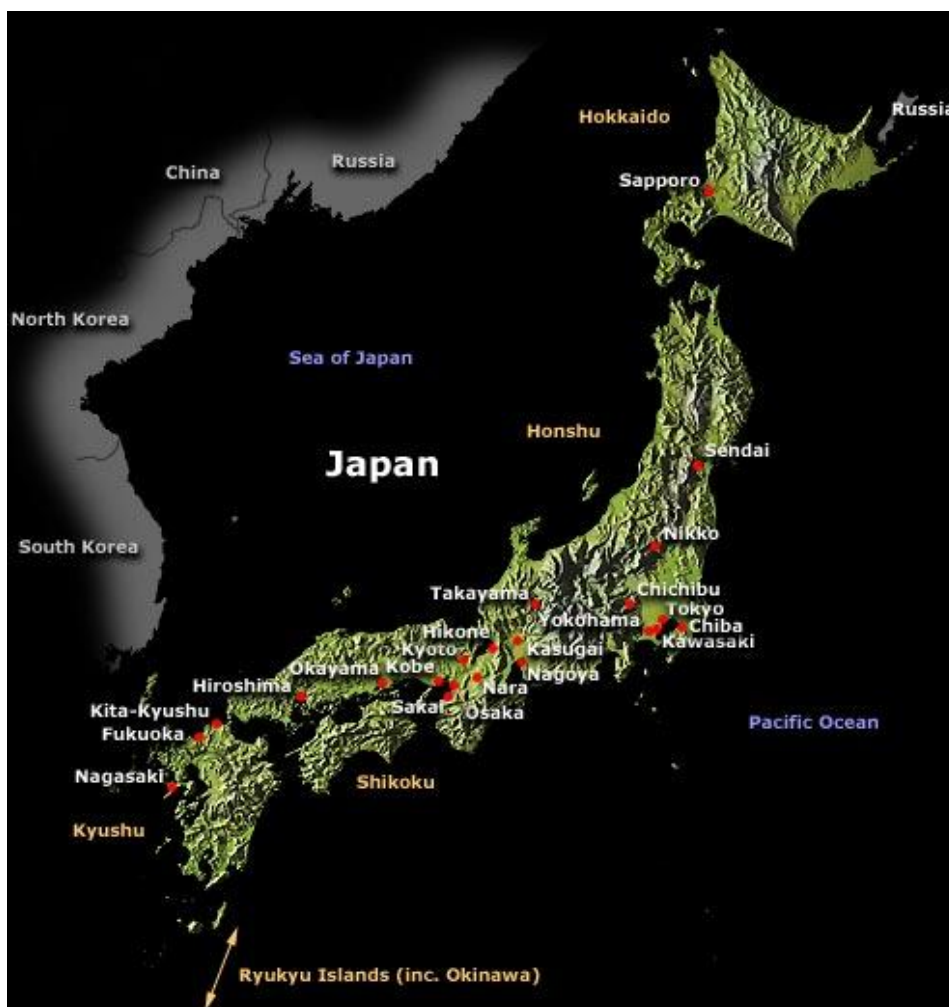 Hokkaido
Russia
China
Russia
Sapporo
North Korea
Sea of Japan
Honshu
Japan
Sendai
South Korea
Nikko
Takayama
Chichibu
Yokohama
Tokyo
Chiba
Hikone
Kawasaki
Kyoto
Kasugai
Okayama
Kobe
Nagoya
Hiroshima
Nara
Sakai
Osaka
Kita-Kyushu
Pacific Ocean
Fukuoka
Nagasaki
Shikoku
Kyushu
Ryukyu Islands (inc. Okinawa)